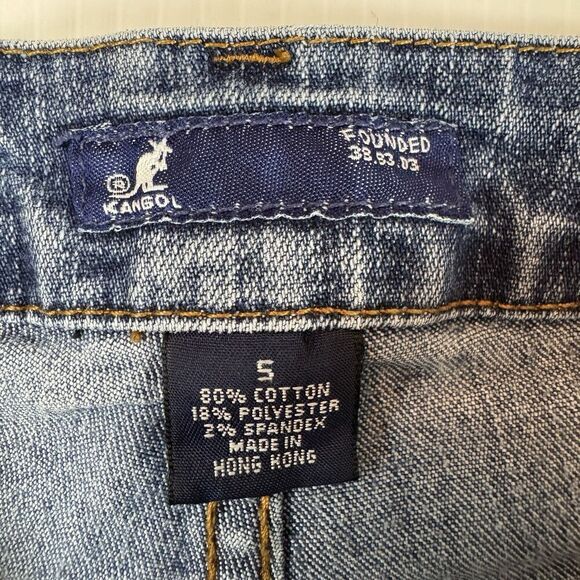 KANGOL
FOUNDED
38 83 03
S
80% COTTON
18% POLYESTER
2% SPANDEX
MADE IN
HONG KONG